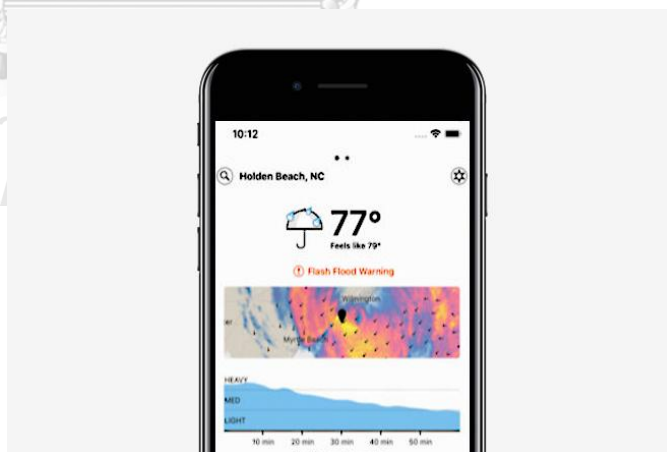 10:12
Holden Beach, NC
77°
Feels like 79°
Flash Flood Warning
Wilmington
er
Myrtle Beach
HEAVY
MED
LIGHT
10 min 20 min 30 min 40 min 50 min